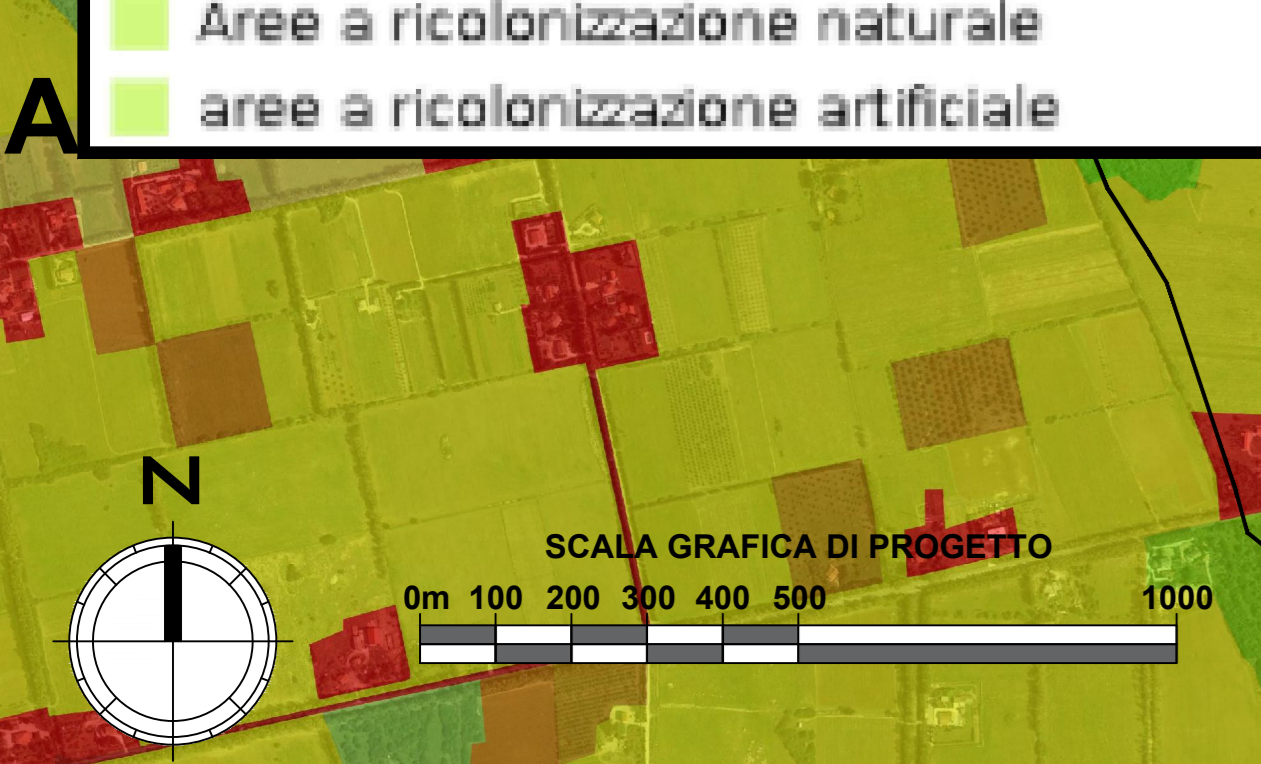 Aree a ricolonizzazione naturale
aree a ricolonizzazione artificiale
A
N
SCALA GRAFICA DI PROGETTO
0m 100 200 300 400 500 1000